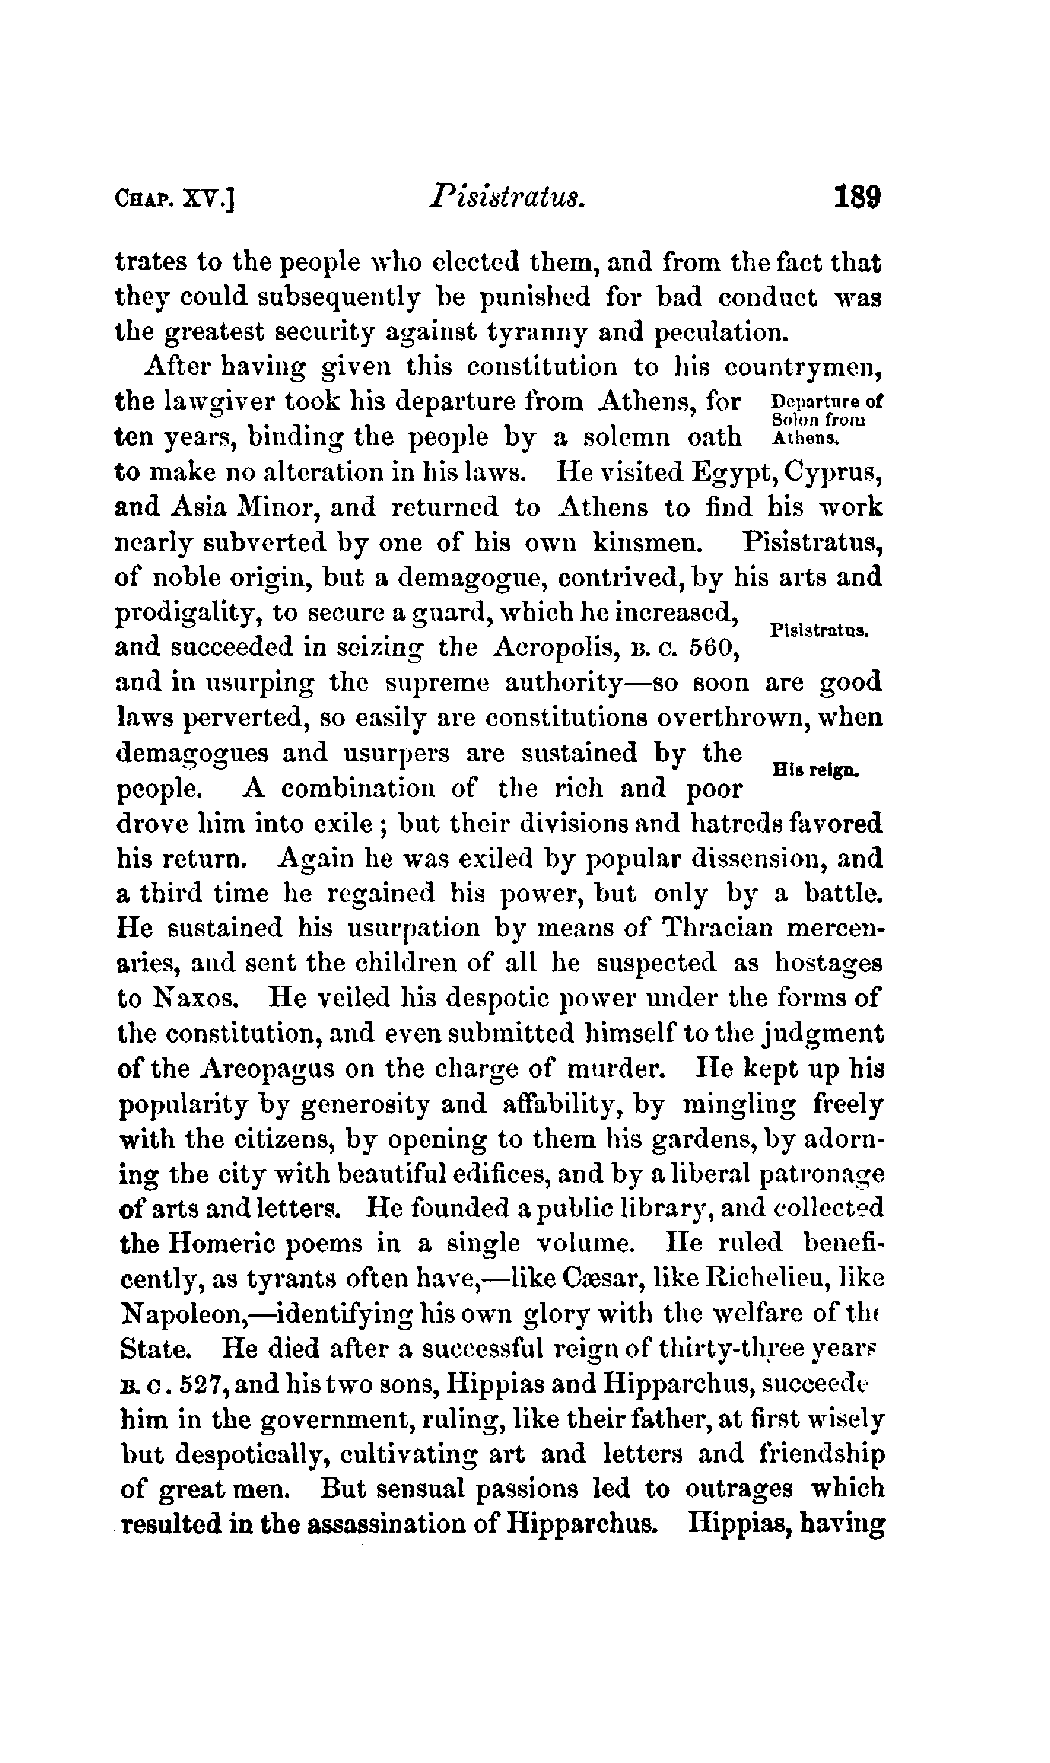 CHAP. XV.] Pisistratus. 189
trates to the people who elected them, and from the fact that
they could subsequently be punished for bad conduct was
the greatest security against tyranny and peculation.
After having given this constitution to his countrymen,
the lawgiver took his departure from Athens, for
Departure of
Solon from
Athens.
ten years, binding the people by a solemn oath
to make no alteration in his laws. He visited Egypt, Cyprus,
and Asia Minor, and returned to Athens to find his work
nearly subverted by one of his own kinsmen. Pisistratus,
of noble origin, but a demagogue, contrived, by his arts and
prodigality, to secure a guard, which he increased,
Pisistratus.
and succeeded in seizing the Acropolis, B. C. 560,
and in usurping the supreme authority—so soon are good
laws perverted, so easily are constitutions overthrown, when
demagogues and usurpers are sustained by the
His reign.
people. A combination of the rich and poor
drove him into exile ; but their divisions and hatreds favored
his return. Again he was exiled by popular dissension, and
a third time he regained his power, but only by a battle.
He sustained his usurpation by means of Thracian mercen-
aries, and sent the children of all he suspected as hostages
to Naxos. He veiled his despotic power under the forms of
the constitution, and even submitted himself to the judgment
of the Areopagus on the charge of murder. He kept up his
popularity by generosity and affability, by mingling freely
with the citizens, by opening to them his gardens, by adorn-
ing the city with beautiful edifices, and by a liberal patronage
of arts and letters. He founded a public library, and collected
the Homeric poems in a single volume. He ruled benefi-
cently, as tyrants often have,—like Cæsar, like Richelieu, like
Napoleon,—identifying his own glory with the welfare of the
State. He died after a successful reign of thirty-three years
B. C. 527, and his two sons, Hippias and Hipparchus, succeede
him in the government, ruling, like their father, at first wisely
but despotically, cultivating art and letters and friendship
of great men. But sensual passions led to outrages which
resulted in the assassination of Hipparchus. Hippias, having